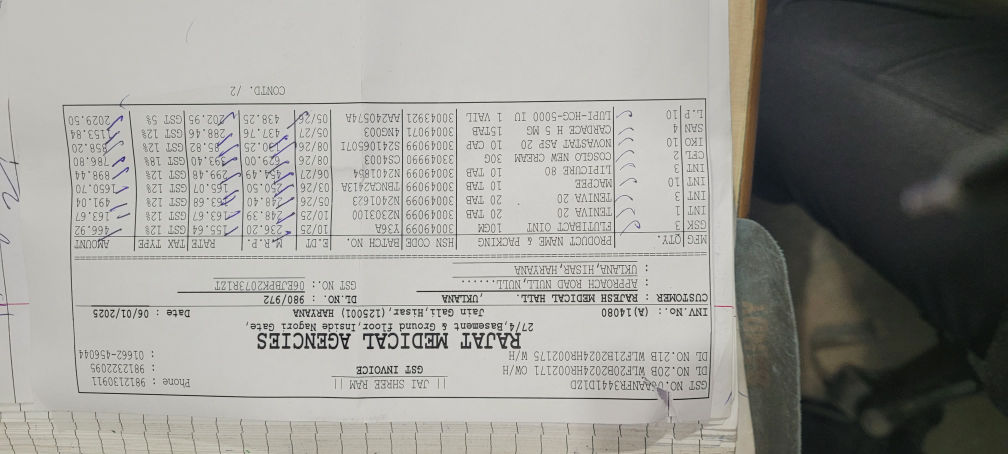 || JAI SHREE RAM ||
GST INVOICE
DL NO. 20B WLF20B2024HR002171 OW/H
DL NO. 21B WLF21B2024HR002175 W/H
Phone : 9812130911
: 9812322095
: 01662-456044
RAJAT MEDICAL AGENCIES
27/4, Basement & Ground Floor, Inside Nagori Gate,
Jain Gali, Hisar, (125001) HARYANA
INV.No.: (A)14080 Date : 06/01/2025
CUSTOMER : RAJESH MEDICAL HALL. ,UKLANA DL.NO. : 980/972
: APPROACH ROAD NULL,NULL....... GST NO.: 06EJBPK2073R1ZT
: UKLANA,HISAR,HARYANA
MFG QTY. PRODUCT NAME & PACKING HSN CODE BATCH NO. E.DT M.R.P. RATE TAX TYPE AMOUNT
GSK 3 FLUTIBACT OINT 10GM 30049099 Y36A 10/25 236.20 155.64 GST 12% 466.92
INT 1 TENIVA 20 20 TAB 30049099 NZ303100 10/25 248.39 163.67 GST 12% 163.67
INT 3 TENIVA 20 20 TAB 30049099 NZ401623 05/26 248.40 163.68 GST 12% 491.04
INT 10 MACPEE 10 TAB 30049099 TBNCA2413A 03/26 250.50 165.07 GST 12% 1650.70
INT 3 LIPICURE 80 10 TAB 30049099 NZ401854 06/27 454.49 299.48 GST 12% 898.44
CFL 2 COSGLO NEW CREAM 30G 33049990 CS4003 08/26 629.00 393.40 GST 18% 786.80
IKO 10 NOVASTAT ASP 20 10 CAP 30049099 08/26 130.25 85.82 GST 12% 858.20
SAN 4 CARDACE H 5 MG 15TAB 30049071 4NG003 05/27 437.76 288.46 GST 12% 1153.84
L.P 10 LUPI-HCG-5000 IU 1 VAIL 30043921 AA240574A 05/26 438.25 202.95 GST 5% 2029.50
CONTD. /2